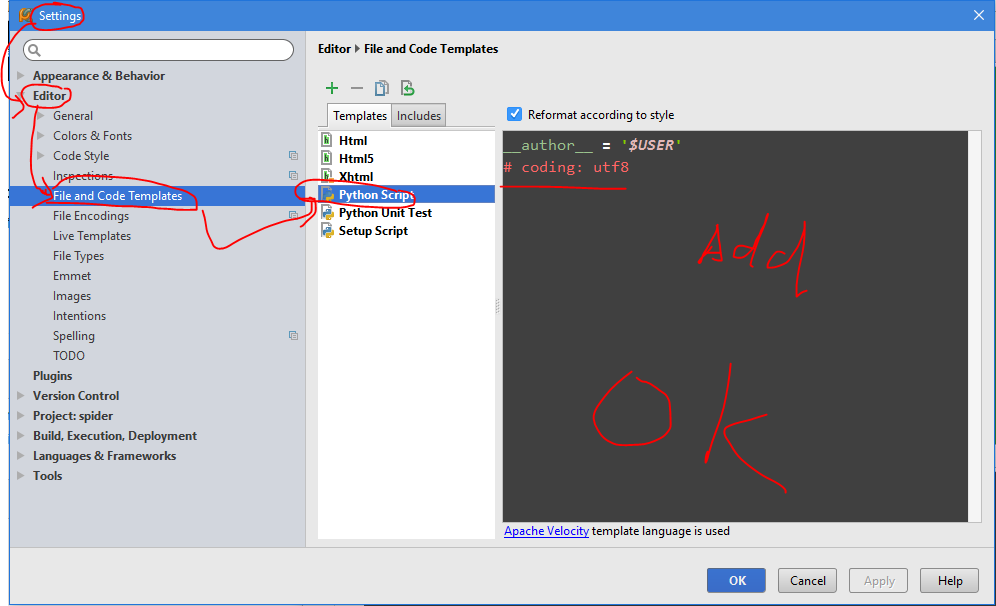 Settings
Appearance & Behavior
Editor
General
Colors & Fonts
Code Style
Inspections
File and Code Templates
File Encodings
Live Templates
File Types
Emmet
Images
Intentions
Spelling
TODO
Plugins
Version Control
Project: spider
Build, Execution, Deployment
Languages & Frameworks
Tools
Editor File and Code Templates
Templates Includes
Html
Html5
Xhtml
Python Script
Python Unit Test
Setup Script
Reformat according to style
__author__ = '$USER'
# coding: utf8
Add
OK
Apache Velocity template language is used
OK Cancel Apply Help